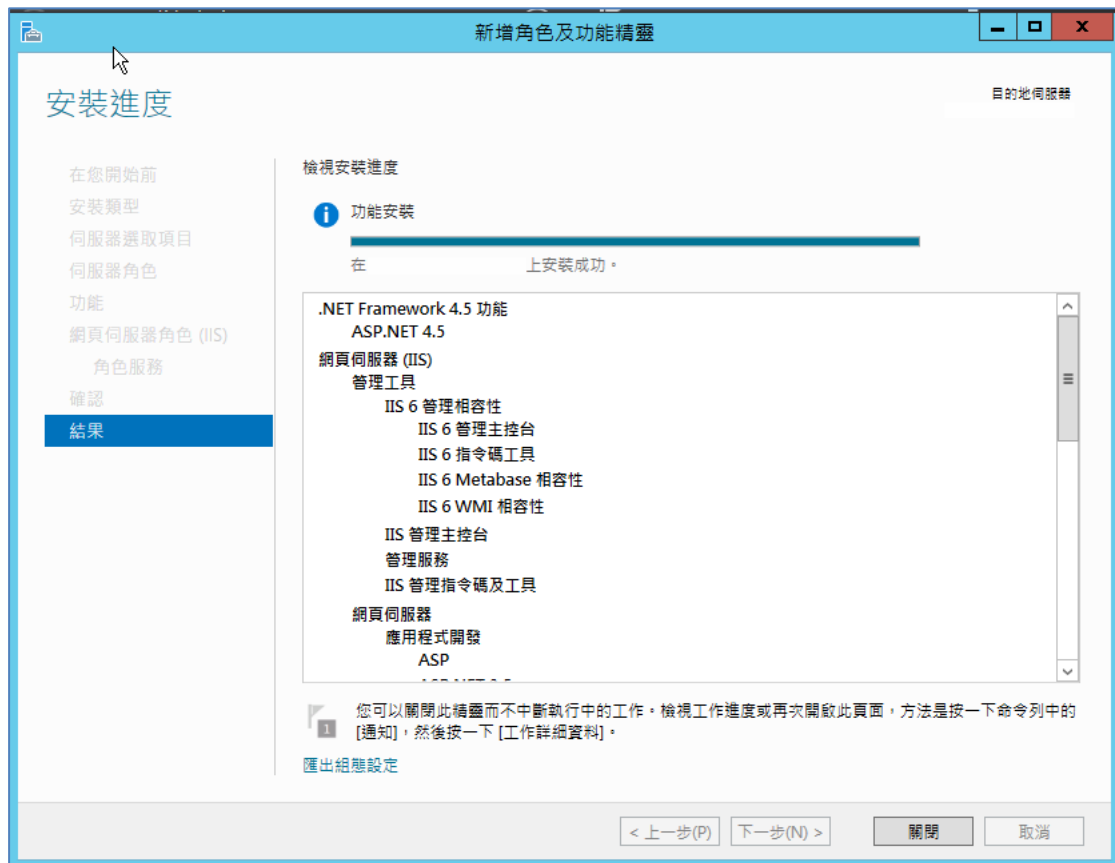 新增角色及功能精靈
安裝進度
目的地伺服器
在您開始前
安裝類型
伺服器選取項目
伺服器角色
功能
網頁伺服器角色 (IIS)
角色服務
確認
結果
檢視安裝進度
功能安裝
在 上安裝成功。
.NET Framework 4.5 功能
ASP.NET 4.5
網頁伺服器 (IIS)
管理工具
IIS 6 管理相容性
IIS 6 管理主控台
IIS 6 指令碼工具
IIS 6 Metabase 相容性
IIS 6 WMI 相容性
IIS 管理主控台
管理服務
IIS 管理指令碼及工具
網頁伺服器
應用程式開發
ASP
您可以關閉此精靈而不中斷執行中的工作。檢視工作進度或再次開啟此頁面，方法是按一下命令列中的
1 [通知]，然後按一下 [工作詳細資料]。
匯出組態設定
< 上一步(P) 下一步(N) > 關閉 取消